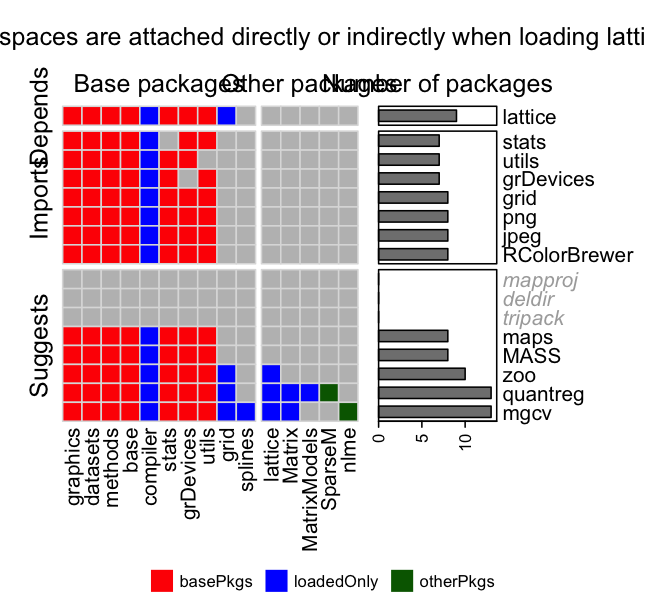 spaces are attached directly or indirectly when loading latti
Base packages Other packages Number of packages
Depends
lattice
Imports
stats
utils
grDevices
grid
png
jpeg
RColorBrewer
Suggests
mapproj
deldir
tripack
maps
MASS
zoo
quantreg
mgcv
graphics
datasets
methods
base
compiler
stats
grDevices
utils
grid
splines
lattice
Matrix
MatrixModels
SparseM
nlme
0 5 10
basePkgs loadedOnly otherPkgs